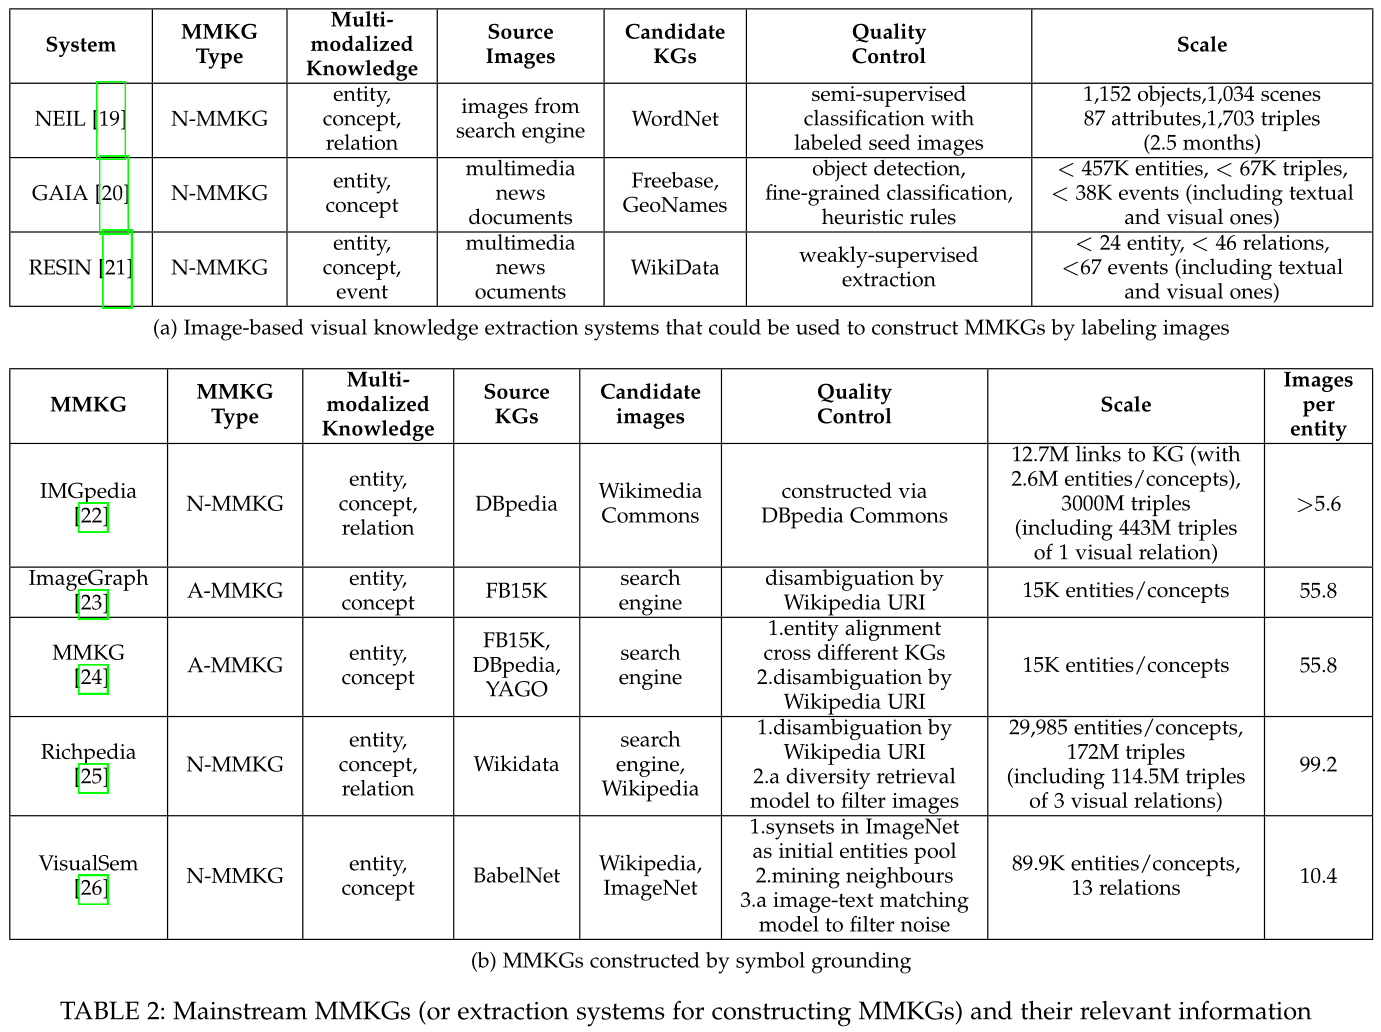 System
MMKG
Type
Multi-
modalized
Knowledge
Source
Images
Candidate
KGs
Quality
Control
Scale
NEIL [19]
N-MMKG
entity,
concept,
relation
images from
search engine
WordNet
semi-supervised
classification with
labeled seed images
1,152 objects,1,034 scenes
87 attributes,1,703 triples
(2.5 months)
GAIA [20]
N-MMKG
entity,
concept
multimedia
news
documents
Freebase,
GeoNames
object detection,
fine-grained classification,
heuristic rules
< 457K entities, < 67K triples,
< 38K events (including textual
and visual ones)
RESIN [21]
N-MMKG
entity,
concept,
event
multimedia
news
ocuments
WikiData
weakly-supervised
extraction
< 24 entity, < 46 relations,
<67 events (including textual
and visual ones)
(a) Image-based visual knowledge extraction systems that could be used to construct MMKGs by labeling images
MMKG
MMKG
Type
Multi-
modalized
Knowledge
Source
KGs
Candidate
images
Quality
Control
Scale
Images
per
entity
IMGpedia
[22]
N-MMKG
entity,
concept,
relation
DBpedia
Wikimedia
Commons
constructed via
DBpedia Commons
12.7M links to KG (with
2.6M entities/concepts),
3000M triples
(including 443M triples
of 1 visual relation)
>5.6
ImageGraph
[23]
A-MMKG
entity,
concept
FB15K
search
engine
disambiguation by
Wikipedia URI
15K entities/concepts
55.8
MMKG
[24]
A-MMKG
entity,
concept
FB15K,
DBpedia,
YAGO
search
engine
1.entity alignment
cross different KGs
2.disambiguation by
Wikipedia URI
15K entities/concepts
55.8
Richpedia
[25]
N-MMKG
entity,
concept,
relation
Wikidata
search
engine,
Wikipedia
1.disambiguation by
Wikipedia URI
2.a diversity retrieval
model to filter images
29,985 entities/concepts,
172M triples
(including 114.5M triples
of 3 visual relations)
99.2
VisualSem
[26]
N-MMKG
entity,
concept
BabelNet
Wikipedia,
ImageNet
1.synsets in ImageNet
as initial entities pool
2.mining neighbours
3.a image-text matching
model to filter noise
89.9K entities/concepts,
13 relations
10.4
(b) MMKGs constructed by symbol grounding
TABLE 2: Mainstream MMKGs (or extraction systems for constructing MMKGs) and their relevant information